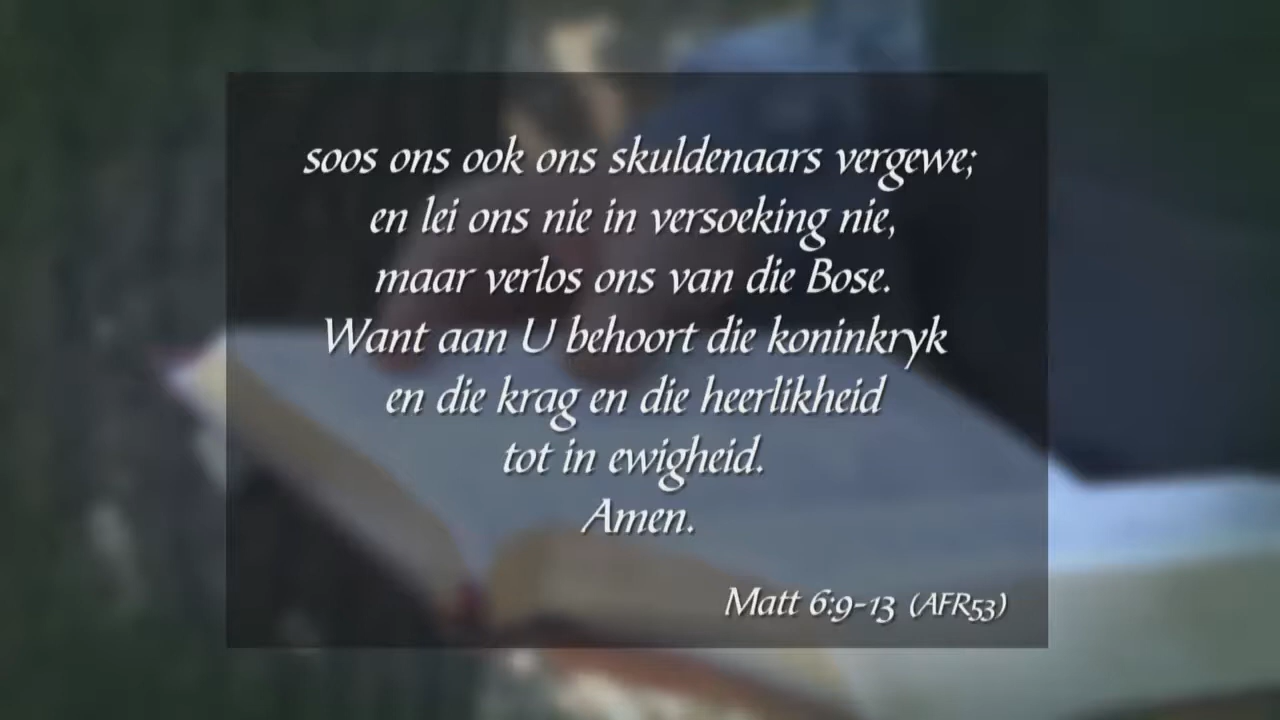 soos ons ook ons skuldenaars vergewe;
en lei ons nie in versoeking nie,
maar verlos ons van die Bose.
Want aan U behoort die koninkryk
en die krag en die heerlikheid
tot in ewigheid.
Amen.
Matt 6:9-13 (AFR53)